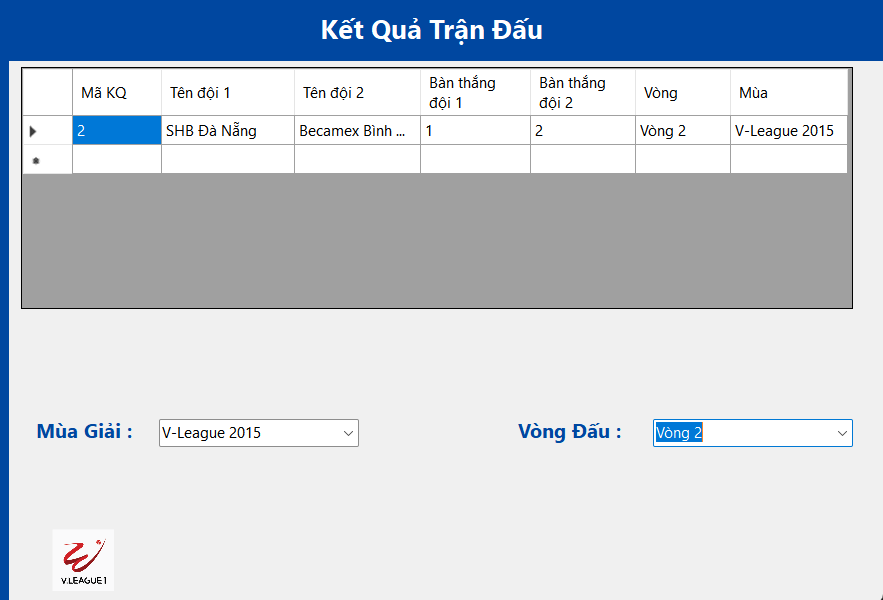 Kết Quả Trận Đấu
Mã KQ Tên đội 1 Tên đội 2 Bàn thắng đội 1 Bàn thắng đội 2 Vòng Mùa
2 SHB Đà Nẵng Becamex Bình ... 1 2 Vòng 2 V-League 2015
Mùa Giải : V-League 2015 Vòng Đấu : Vòng 2
V.LEAGUE 1